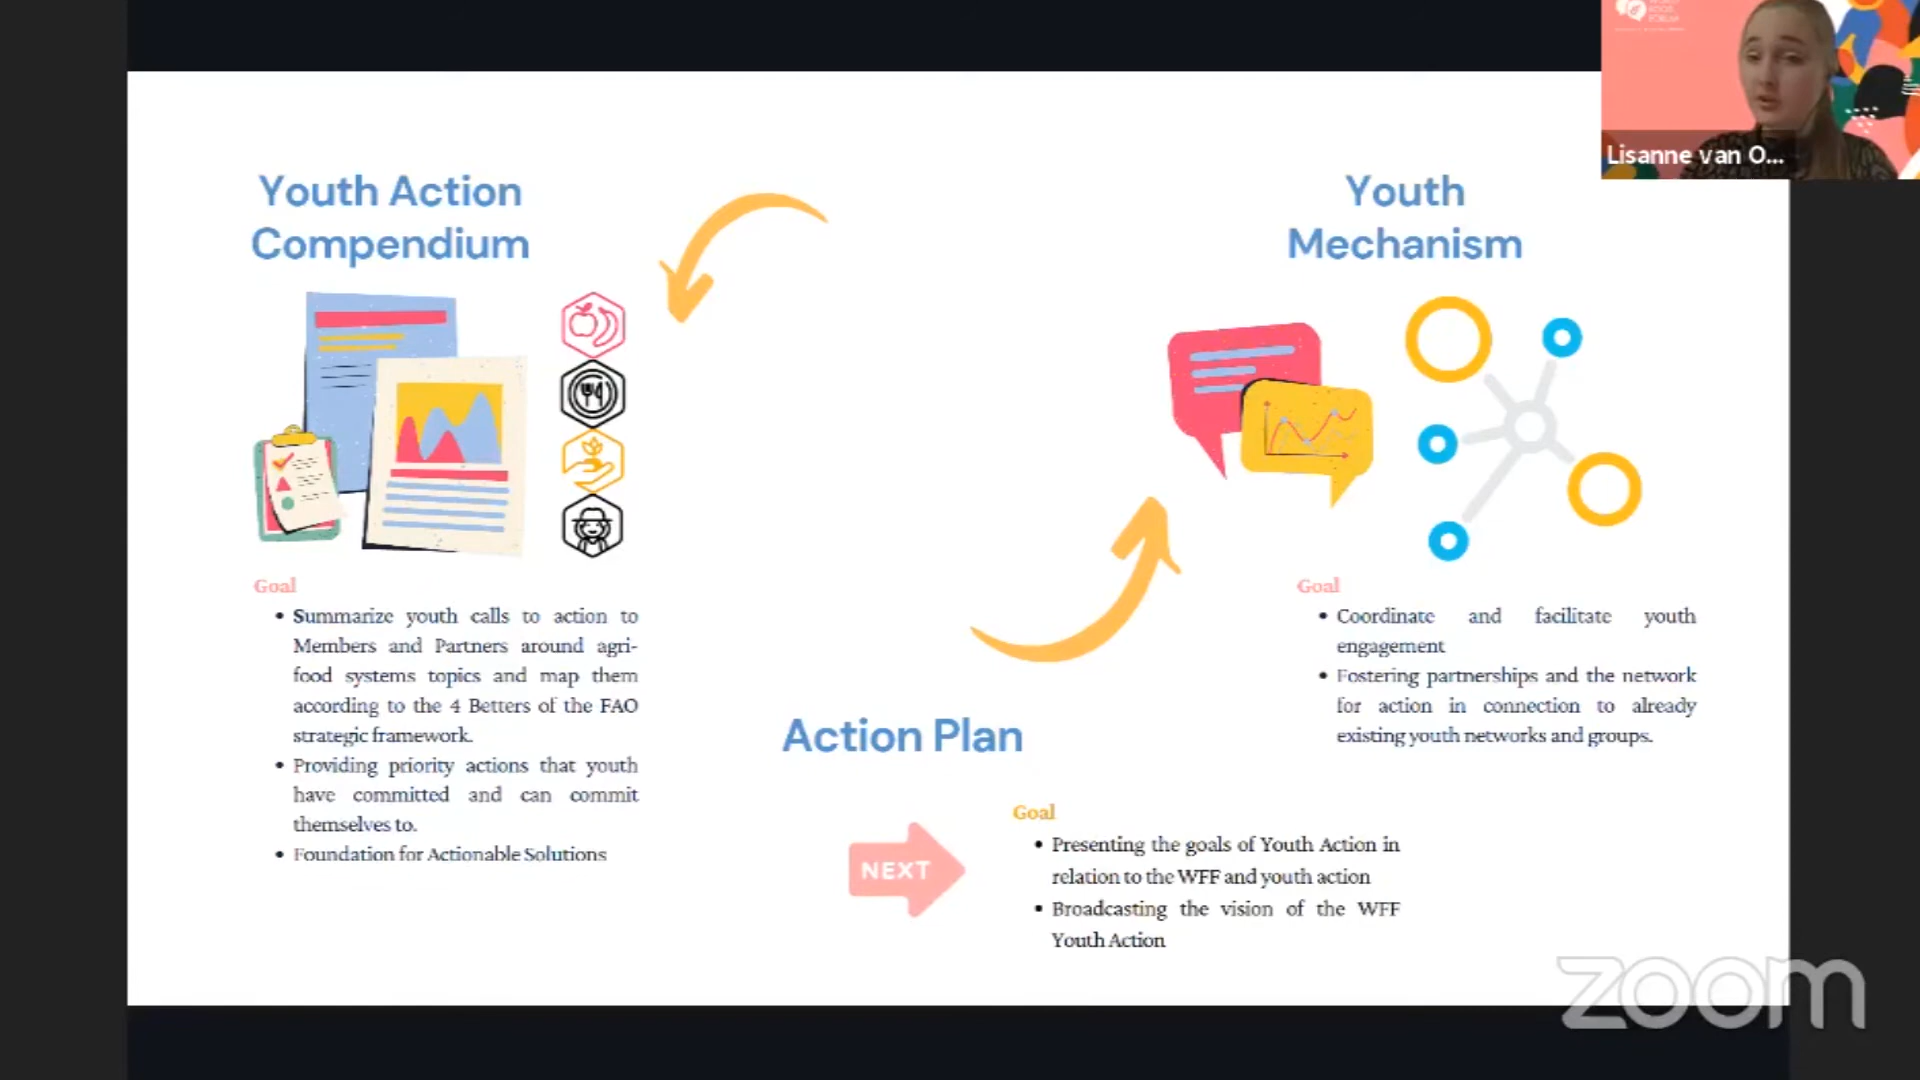 Youth Action
Compendium
Goal
• Summarize youth calls to action to
Members and Partners around agri-
food systems topics and map them
according to the 4 Betters of the FAO
strategic framework.
• Providing priority actions that youth
have committed and can commit
themselves to.
• Foundation for Actionable Solutions
Action Plan
NEXT
Goal
• Presenting the goals of Youth Action in
relation to the WFF and youth action
• Broadcasting the vision of the WFF
Youth Action
Youth
Mechanism
Goal
• Coordinate and facilitate youth
engagement
• Fostering partnerships and the network
for action in connection to already
existing youth networks and groups.
Lisanne van O...
zoom